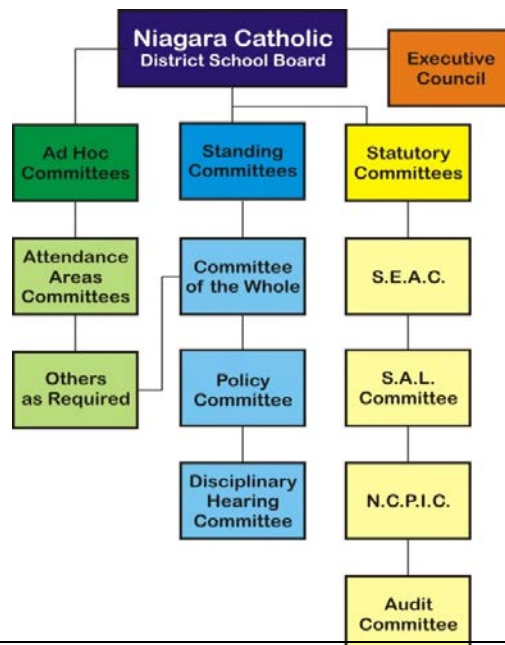 Niagara Catholic
District School Board
Executive
Council
Ad Hoc
Committees
Standing
Committees
Statutory
Committees
Attendance
Areas
Committees
Committee
of the Whole
S.E.A.C.
Others
as Required
Policy
Committee
S.A.L.
Committee
Disciplinary
Hearing
Committee
N.C.P.I.C.
Audit
Committee